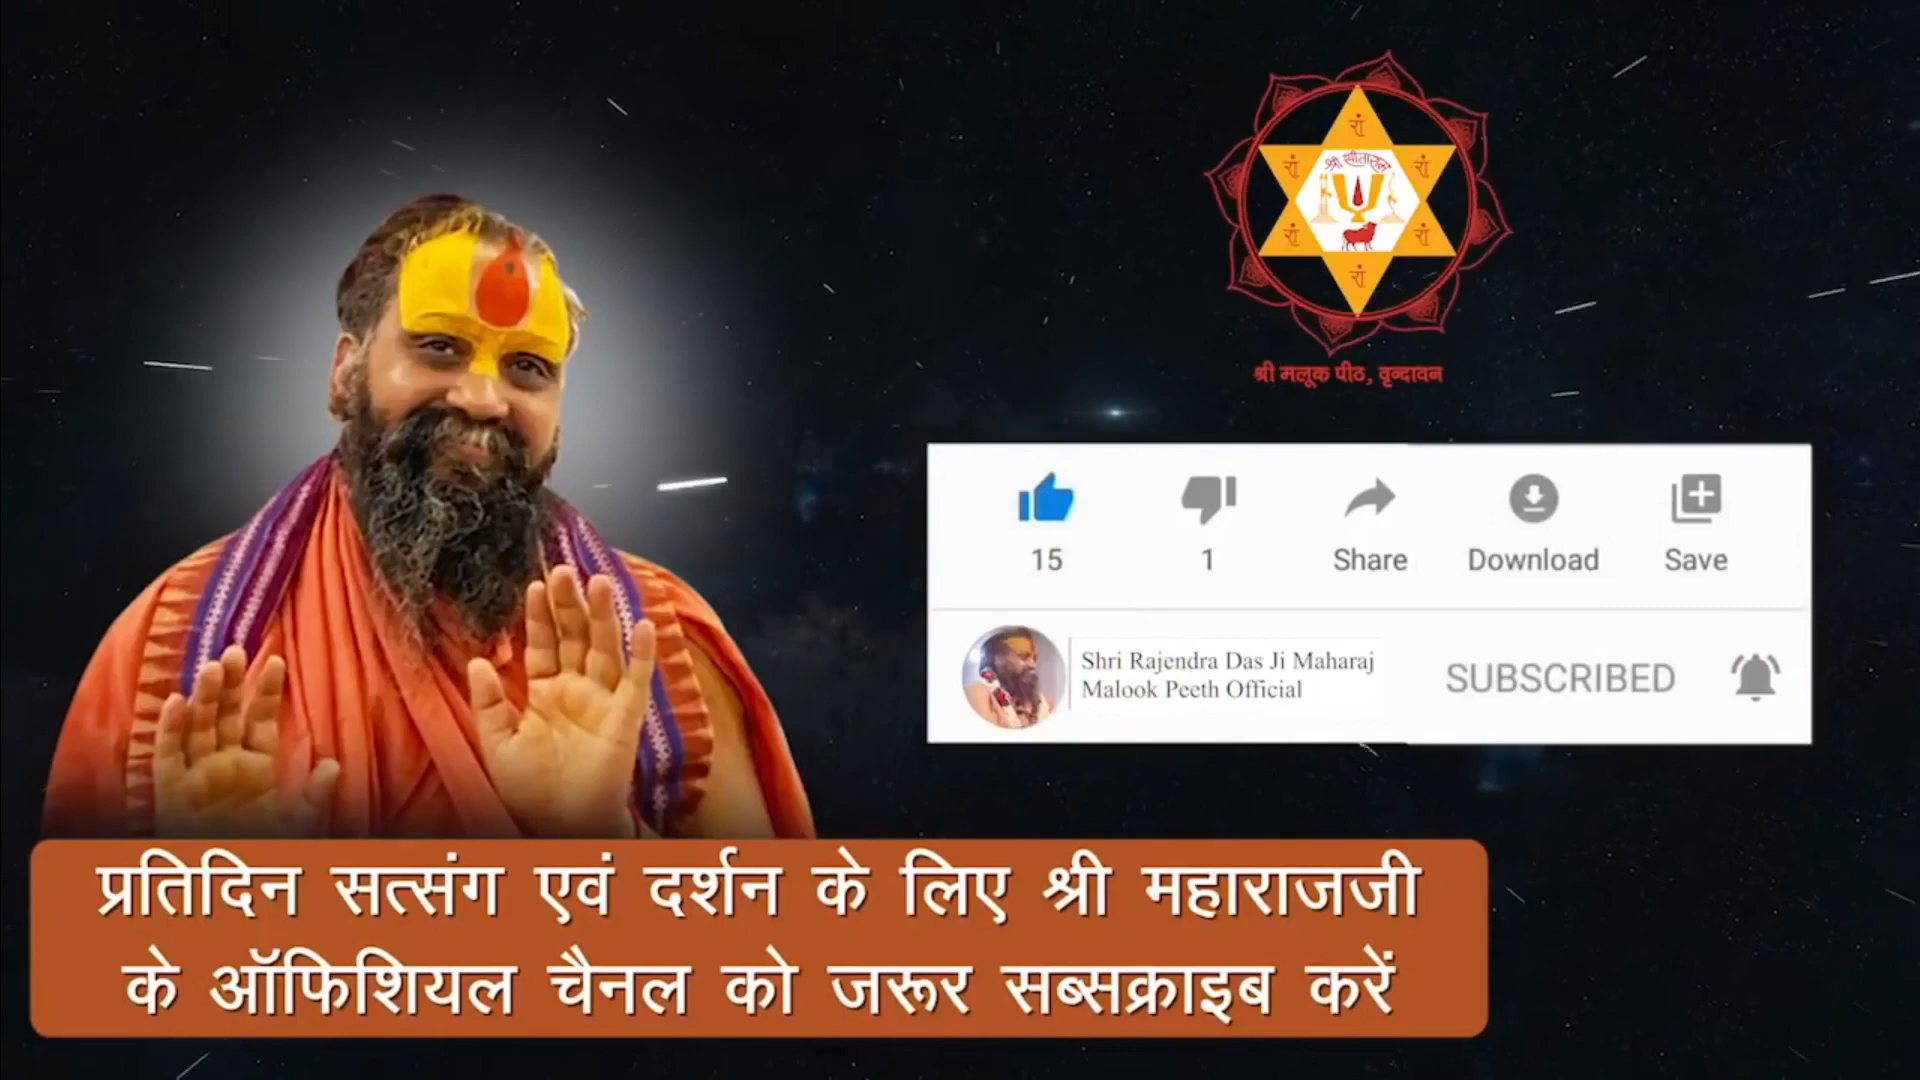 रां
रां
रां
श्री सीताराम
रां
रां
रां
श्री मलूक पीठ, वृन्दावन
15
1
Share
Download
Save
Shri Rajendra Das Ji Maharaj
Malook Peeth Official
SUBSCRIBED
प्रतिदिन सत्संग एवं दर्शन के लिए श्री महाराजजी
के ऑफिशियल चैनल को जरूर सब्सक्राइब करें